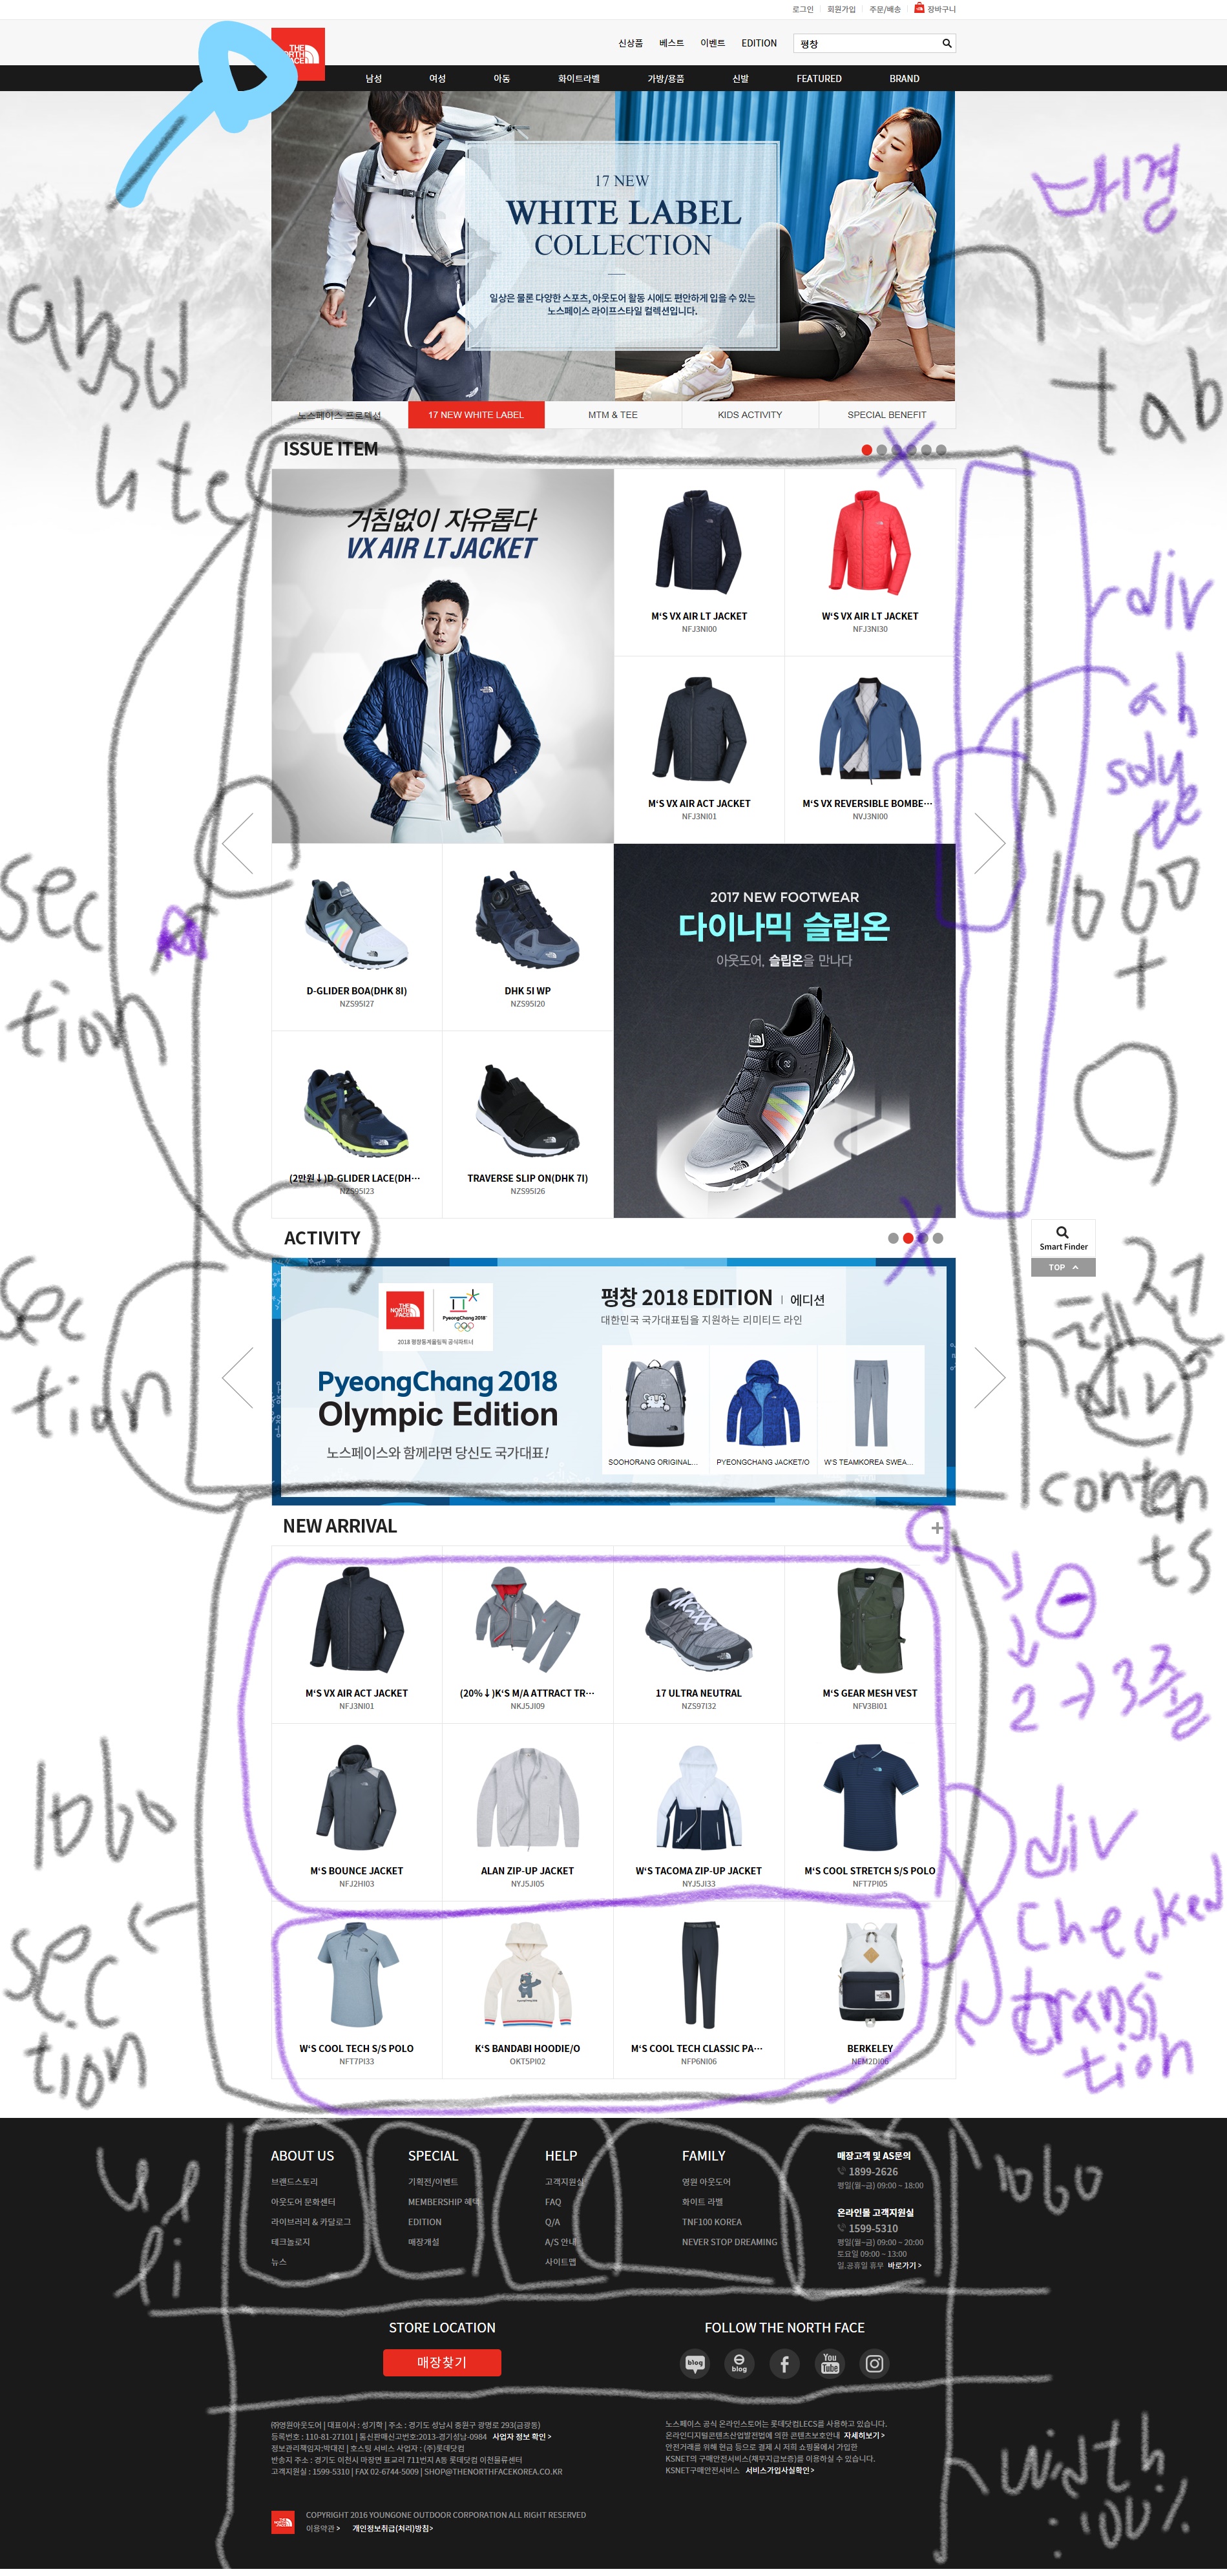 로그인 회원가입 주문/배송 장바구니
THE NORTH FACE
신상품 베스트 이벤트 EDITION 평창
남성 여성 아동 화이트라벨 가방/용품 신발 FEATURED BRAND
배경
17 NEW
WHITE LABEL
COLLECTION
일상은 물론 다양한 스포츠, 아웃도어 활동 시에도 편안하게 입을 수 있는
노스페이스 라이프스타일 컬렉션입니다.
absol
ute
tab
노스페이스 프로텍션 17 NEW WHITE LABEL MTM & TEE KIDS ACTIVITY SPECIAL BENEFIT
ISSUE ITEM
거침없이 자유롭다
VX AIR LT JACKET
M'S VX AIR LT JACKET
NFJ3NI00
W'S VX AIR LT JACKET
NFJ3NI30
M'S VX AIR ACT JACKET
NFJ3NI01
M'S VX REVERSIBLE BOMBE···
NVJ3NI00
div
ab
solu
te
1060
+
sec
tion
D-GLIDER BOA(DHK 8I)
NZS95I27
DHK 5I WP
NZS95I20
(2만원↓)D-GLIDER LACE(DH···
NZS95I23
TRAVERSE SLIP ON(DHK 7I)
NZS95I26
2017 NEW FOOTWEAR
다이나믹 슬립온
아웃도어, 슬립온을 만나다
Smart Finder
TOP
ACTIVITY
THE NORTH FACE
PyeongChang 2018
2018 평창동계올림픽 공식파트너
PyeongChang 2018
Olympic Edition
노스페이스와 함께라면 당신도 국가대표!
평창 2018 EDITION | 에디션
대한민국 국가대표팀을 지원하는 리미티드 라인
SOOHORANG ORIGINAL... PYEONGCHANG JACKET/O W'S TEAMKOREA SWEA...
sec
tion
div
conten
ts
NEW ARRIVAL
M'S VX AIR ACT JACKET
NFJ3NI01
(20%↓)K'S M/A ATTRACT TR···
NKJ5JI09
17 ULTRA NEUTRAL
NZS97I32
M'S GEAR MESH VEST
NFV3BI01
2→3줄
M'S BOUNCE JACKET
NFJ2HI03
ALAN ZIP-UP JACKET
NYJ5JI05
W'S TACOMA ZIP-UP JACKET
NYJ5JI33
M'S COOL STRETCH S/S POLO
NFT7PI05
1060
sec
tion
div
checked
transi
tion
W'S COOL TECH S/S POLO
NFT7PI33
K'S BANDABI HOODIE/O
OKT5PI02
M'S COOL TECH CLASSIC PA···
NFP6NI06
BERKELEY
NEM2DI06
ul
li
1060
ABOUT US
브랜드스토리
아웃도어 문화센터
라이브러리 & 카달로그
테크놀로지
뉴스
SPECIAL
기획전/이벤트
MEMBERSHIP 혜택
EDITION
매장개설
HELP
고객지원실
FAQ
Q/A
A/S 안내
사이트맵
FAMILY
영원 아웃도어
화이트 라벨
TNF100 KOREA
NEVER STOP DREAMING
매장고객 및 AS문의
1899-2626
평일(월~금) 09:00 ~ 18:00
온라인몰 고객지원실
1599-5310
평일(월~금) 09:00 ~ 20:00
토요일 09:00 ~ 13:00
일,공휴일 휴무 바로가기 >
STORE LOCATION
매장찾기
FOLLOW THE NORTH FACE
blog
blog
You Tube
㈜영원아웃도어 | 대표이사 : 성기학 | 주소 : 경기도 성남시 중원구 광명로 293(금광동)
등록번호 : 110-81-27101 | 통신판매신고번호:2013-경기성남-0984 사업자 정보 확인 >
정보관리책임자:박대진 | 호스팅 서비스 사업자 : (주)롯데닷컴
반송지 주소 : 경기도 이천시 마장면 표교리 711번지 A동 롯데닷컴 이천물류센터
고객지원실 : 1599-5310 | FAX 02-6744-5009 | SHOP@THENORTHFACEKOREA.CO.KR
노스페이스 공식 온라인스토어는 롯데닷컴LECS를 사용하고 있습니다.
온라인디지털콘텐츠산업발전법에 의한 콘텐츠보호안내 자세히보기 >
안전거래를 위해 현금 등으로 결제 시 저희 쇼핑몰에서 가입한
KSNET의 구매안전서비스(채무지급보증)를 이용하실 수 있습니다.
KSNET구매안전서비스 서비스가입사실확인 >
width
:100%
COPYRIGHT 2016 YOUNGONE OUTDOOR CORPORATION ALL RIGHT RESERVED
이용약관 > 개인정보취급(처리)방침>